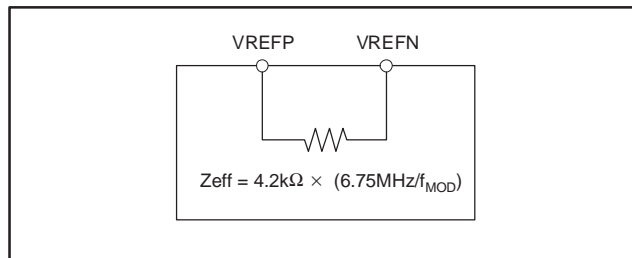 VREFP VREFN
Zeff = 4.2kΩ × (6.75MHz/fMOD)